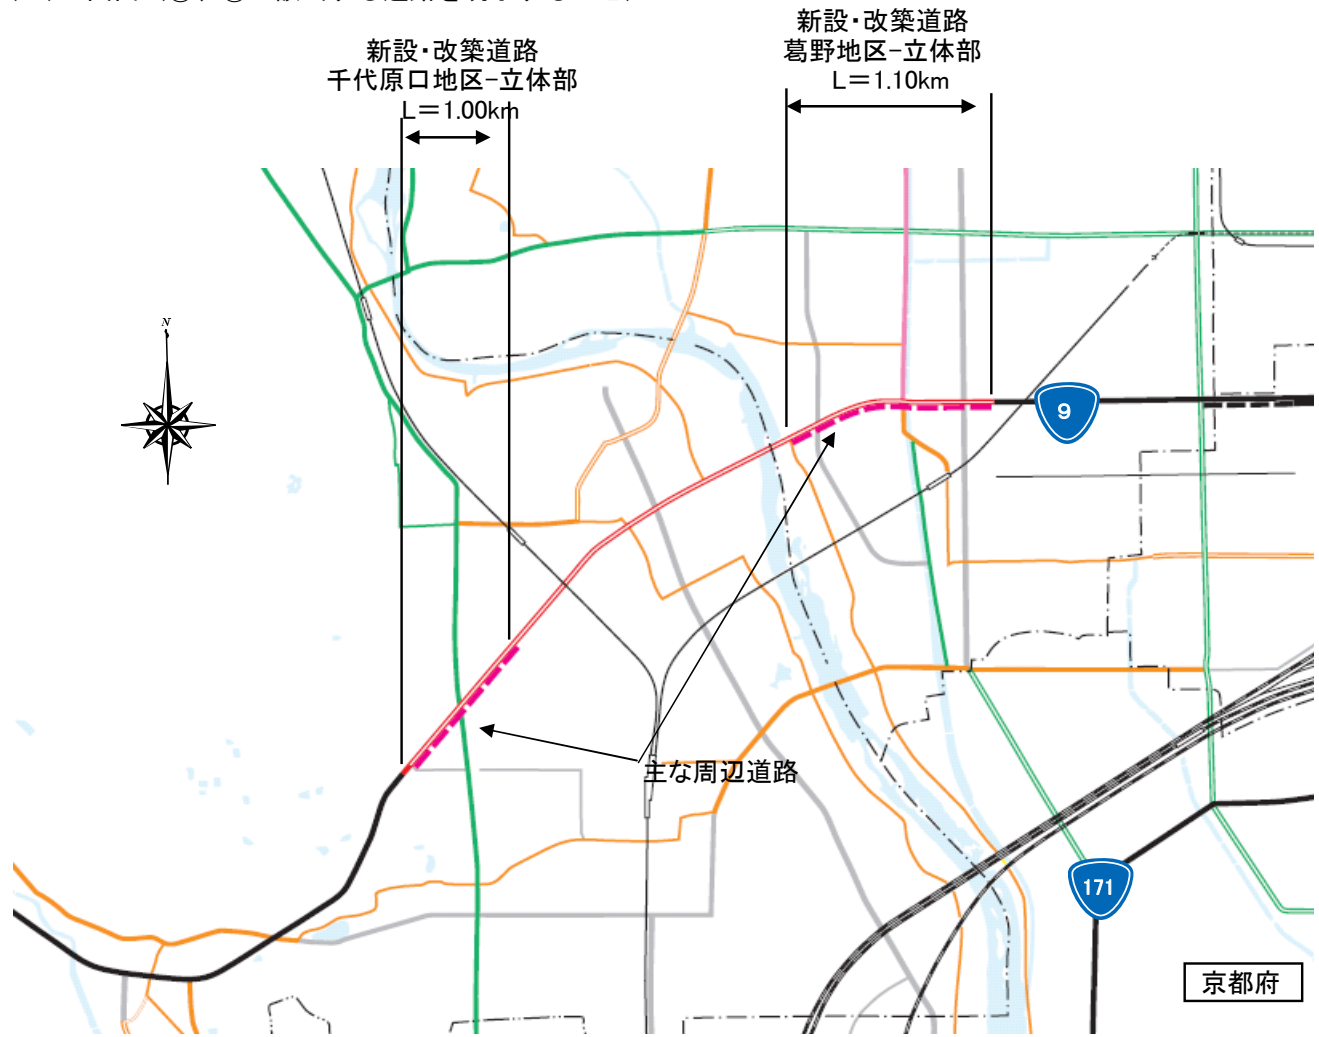 新設・改築道路
葛野地区-立体部
L=1.10km
新設・改築道路
千代原口地区-立体部
L=1.00km
N
9
主な周辺道路
171
京都府